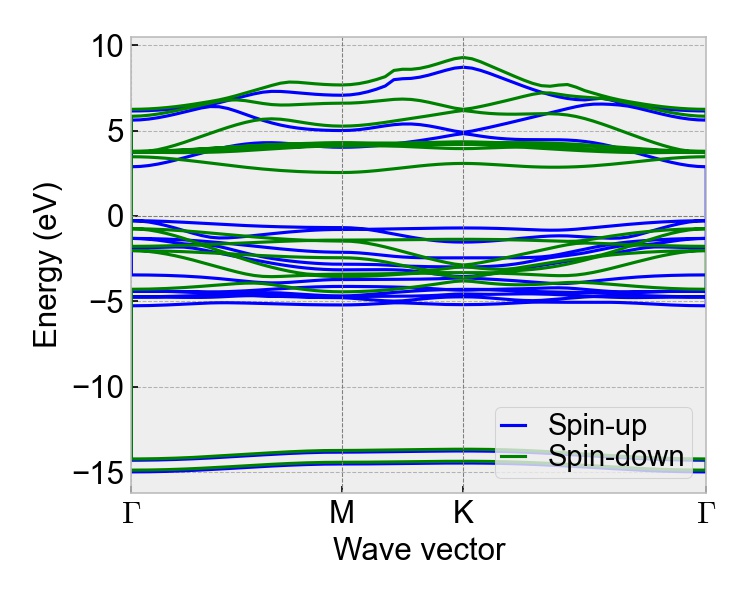 10
5
0
−5
−10
−15
Energy (eV)
Spin-up
Spin-down
Γ M K Γ
Wave vector